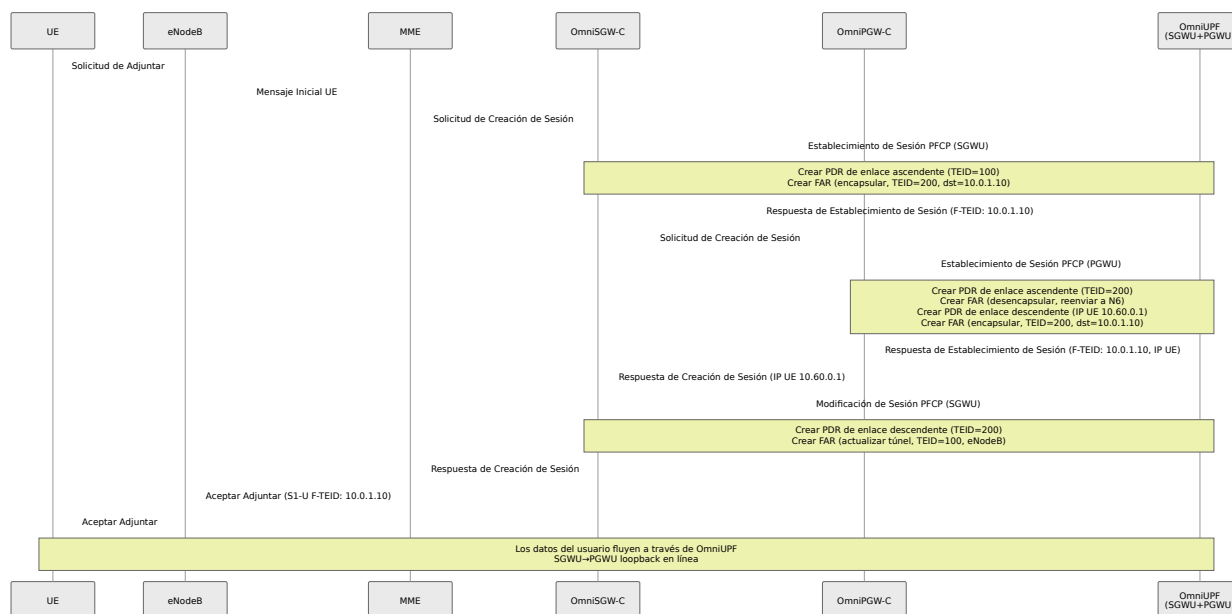 UE
eNodeB
MME
OmniSGW-C
OmniPGW-C
OmniUPF
(SGWU+PGWU)
Solicitud de Adjuntar
Mensaje Inicial UE
Solicitud de Creación de Sesión
Establecimiento de Sesión PFCP (SGWU)
Crear PDR de enlace ascendente (TEID=100)
Crear FAR (encapsular, TEID=200, dst=10.0.1.10)
Respuesta de Establecimiento de Sesión (F-TEID: 10.0.1.10)
Solicitud de Creación de Sesión
Establecimiento de Sesión PFCP (PGWU)
Crear PDR de enlace ascendente (TEID=200)
Crear FAR (desencapsular, reenviar a N6)
Crear PDR de enlace descendente (IP UE 10.60.0.1)
Crear FAR (encapsular, TEID=200, dst=10.0.1.10)
Respuesta de Establecimiento de Sesión (F-TEID: 10.0.1.10, IP UE)
Respuesta de Creación de Sesión (IP UE 10.60.0.1)
Modificación de Sesión PFCP (SGWU)
Crear PDR de enlace descendente (TEID=200)
Crear FAR (actualizar túnel, TEID=100, eNodeB)
Respuesta de Creación de Sesión
Aceptar Adjuntar (S1-U F-TEID: 10.0.1.10)
Aceptar Adjuntar
Los datos del usuario fluyen a través de OmniUPF
SGWU→PGWU loopback en línea
UE
eNodeB
MME
OmniSGW-C
OmniPGW-C
OmniUPF
(SGWU+PGWU)